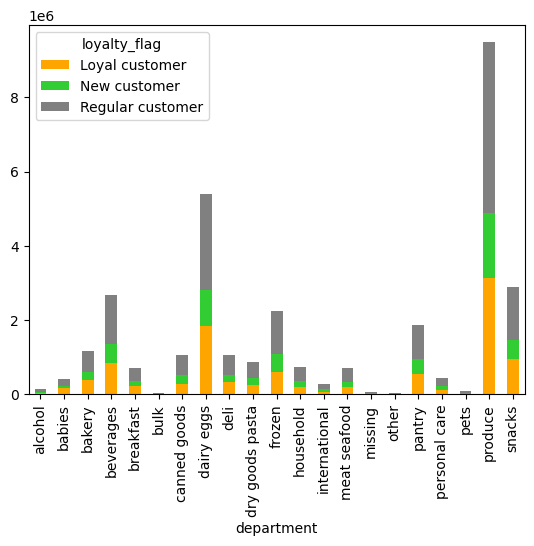 1e6
loyalty_flag
Loyal customer
New customer
Regular customer
8
6
4
2
0
alcohol
babies
bakery
beverages
breakfast
bulk
canned goods
dairy eggs
deli
dry goods pasta
frozen
household
international
meat seafood
missing
other
pantry
personal care
pets
produce
snacks
department